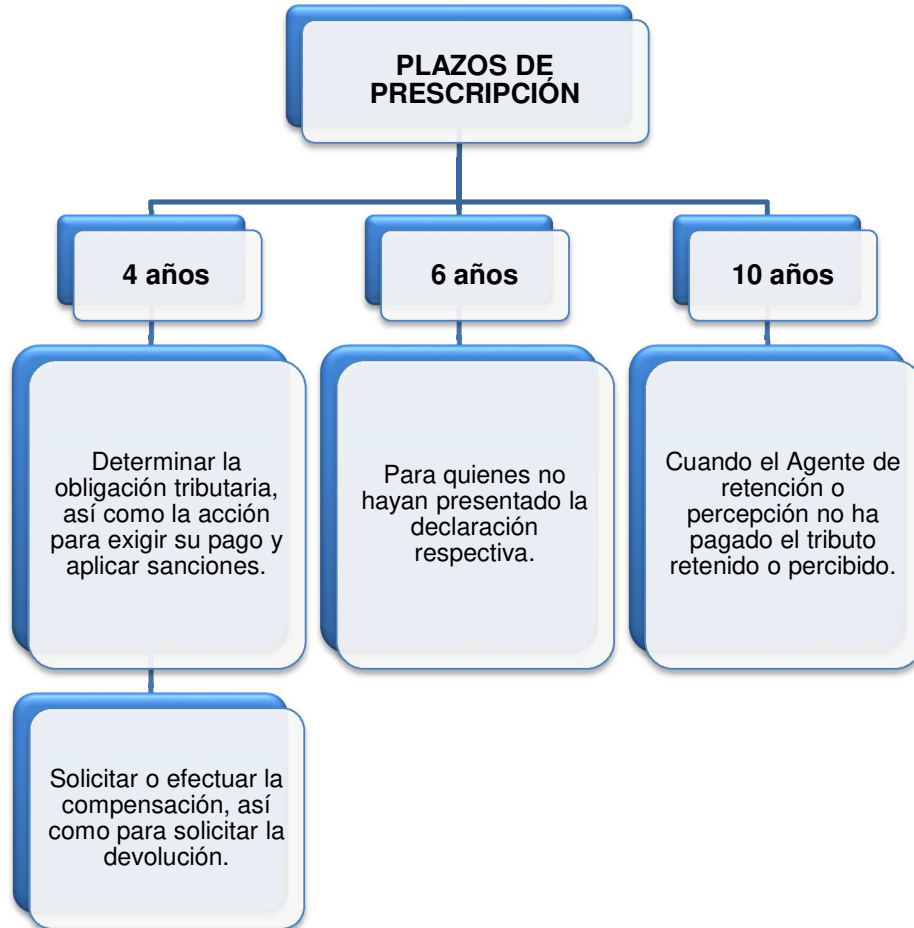 PLAZOS DE
PRESCRIPCIÓN
4 años
6 años
10 años
Determinar la
obligación tributaria,
así como la acción
para exigir su pago y
aplicar sanciones.
Para quienes no
hayan presentado la
declaración
respectiva.
Cuando el Agente de
retención o
percepción no ha
pagado el tributo
retenido o percibido.
Solicitar o efectuar la
compensación, así
como para solicitar la
devolución.